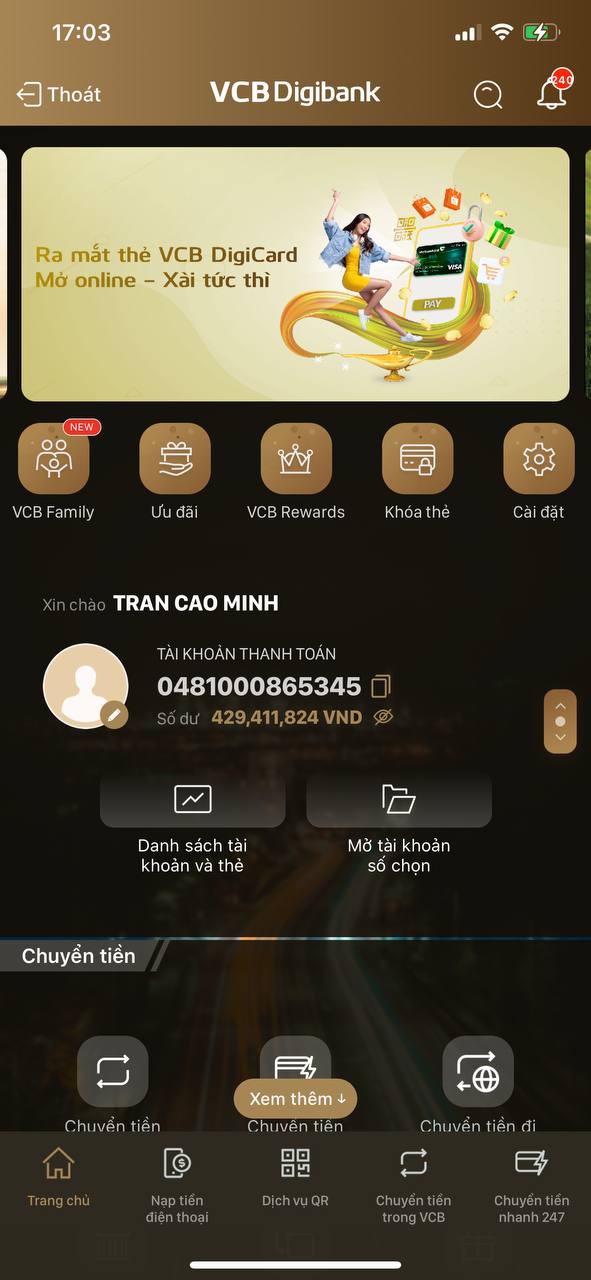 17:03
Thoát
VCB Digibank
240
Ra mắt thẻ VCB DigiCard
Mở online – Xài tức thì
VISA
PAY
NEW
VCB Family
Ưu đãi
VCB Rewards
Khóa thẻ
Cài đặt
Xin chào TRAN CAO MINH
TÀI KHOẢN THANH TOÁN
0481000865345
Số dư 429,411,824 VND
Danh sách tài
khoản và thẻ
Mở tài khoản
số chọn
Chuyển tiền
Xem thêm ↓
Chuyển tiền
Chuyển tiền
Chuyển tiền đi
Trang chủ
Nạp tiền
điện thoại
Dịch vụ QR
Chuyển tiền
trong VCB
Chuyển tiền
nhanh 247